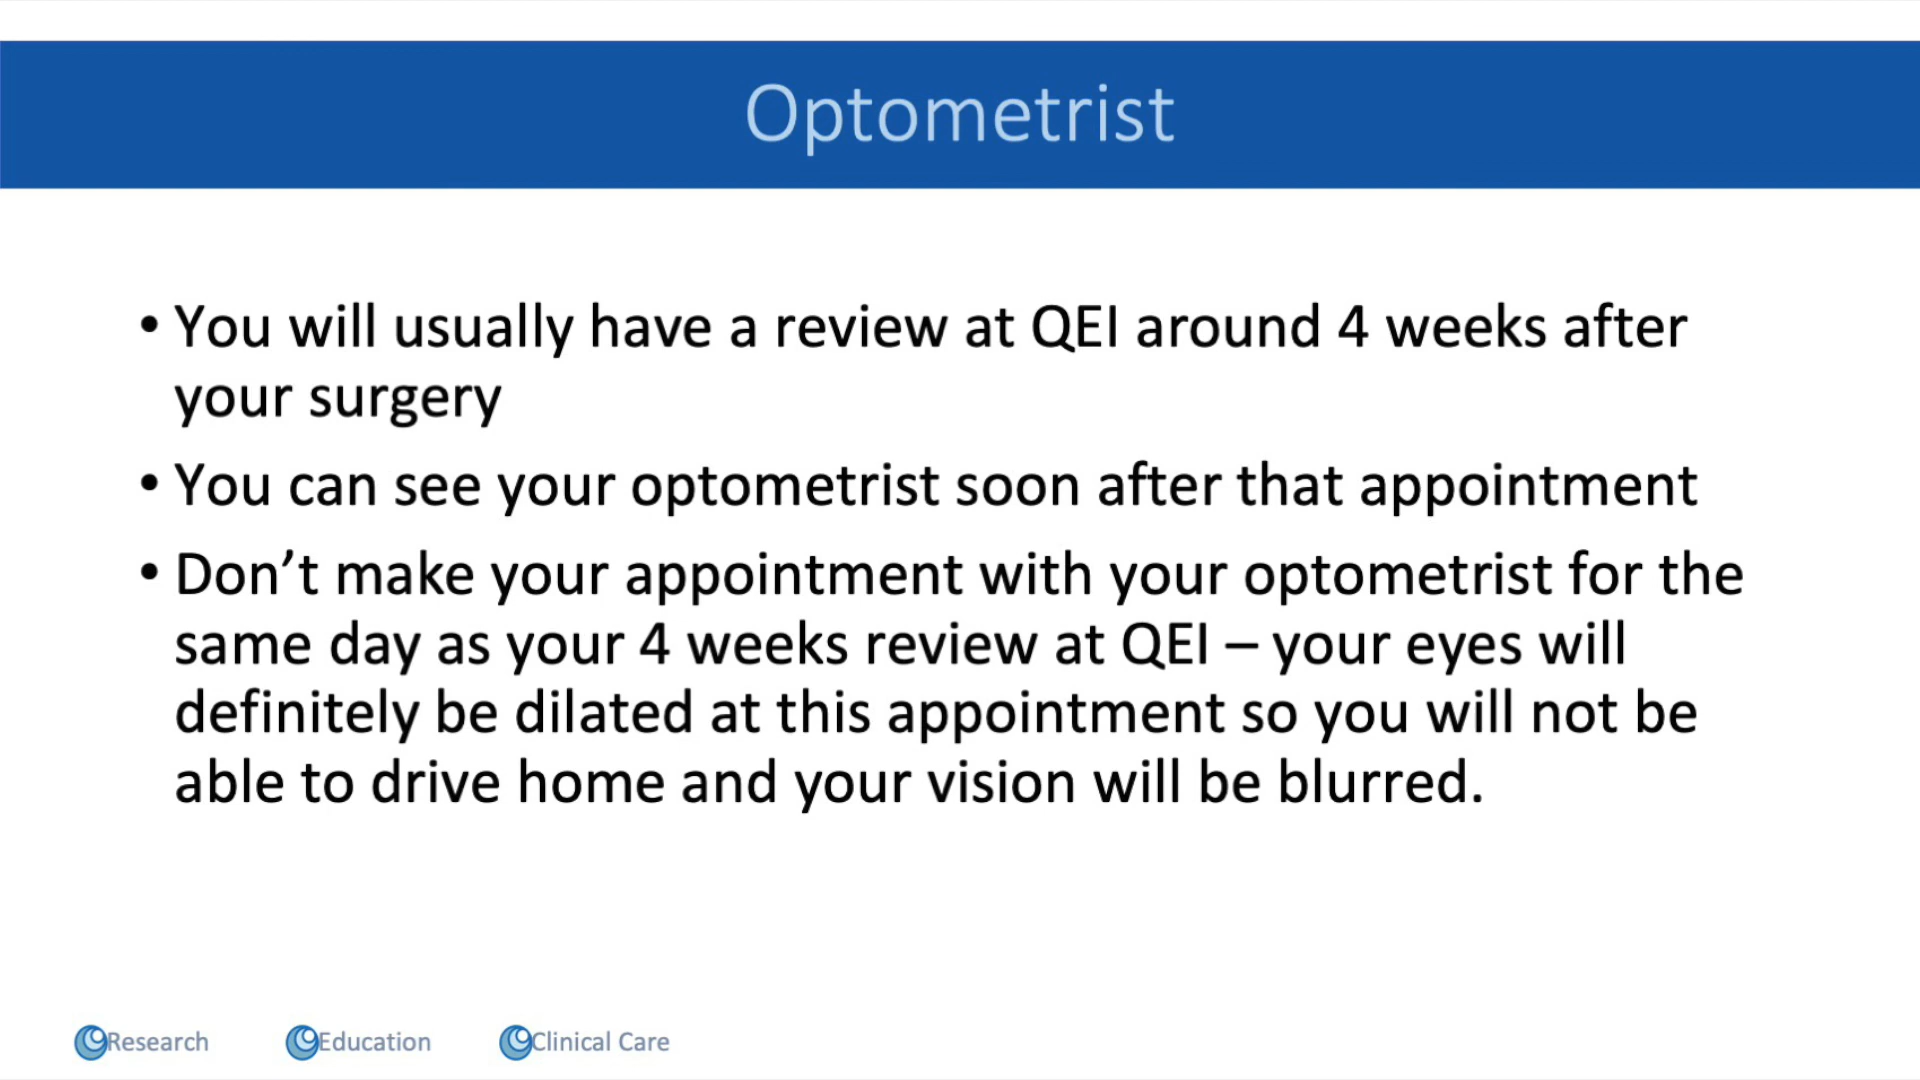 Optometrist
• You will usually have a review at QEI around 4 weeks after
your surgery
• You can see your optometrist soon after that appointment
• Don’t make your appointment with your optometrist for the
same day as your 4 weeks review at QEI – your eyes will
definitely be dilated at this appointment so you will not be
able to drive home and your vision will be blurred.
Research Education Clinical Care